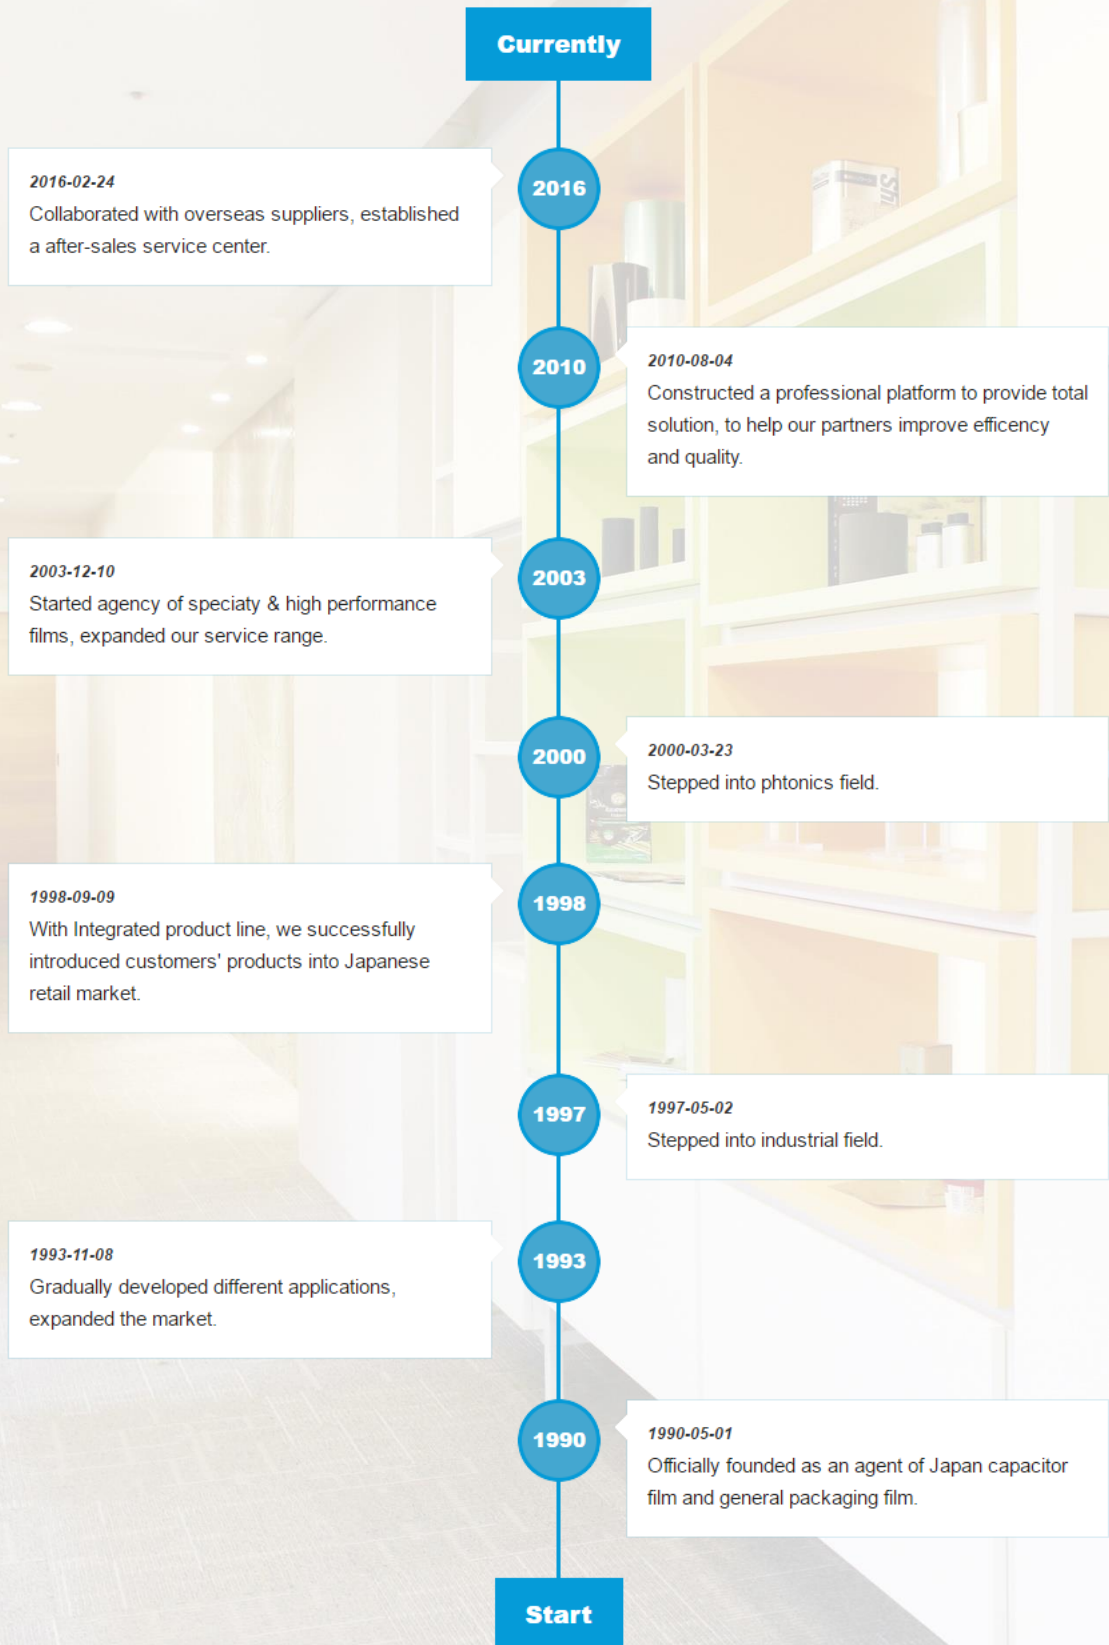 Currently
2016
2016-02-24
Collaborated with overseas suppliers, established
a after-sales service center.
2010
2010-08-04
Constructed a professional platform to provide total
solution, to help our partners improve efficency
and quality.
2003
2003-12-10
Started agency of speciaty & high performance
films, expanded our service range.
2000
2000-03-23
Stepped into phtonics field.
1998
1998-09-09
With Integrated product line, we successfully
introduced customers' products into Japanese
retail market.
1997
1997-05-02
Stepped into industrial field.
1993
1993-11-08
Gradually developed different applications,
expanded the market.
1990
1990-05-01
Officially founded as an agent of Japan capacitor
film and general packaging film.
Start